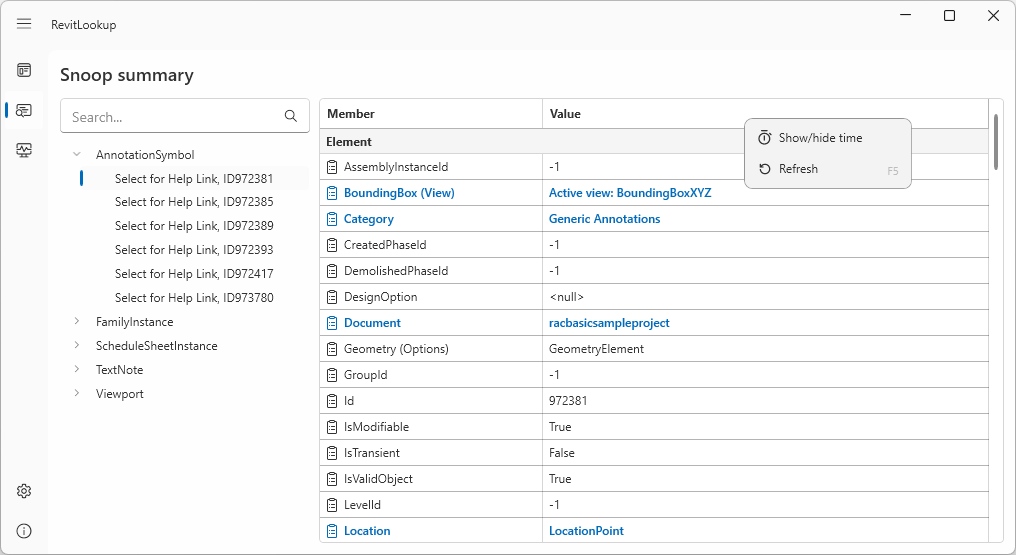 RevitLookup
Snoop summary
Search...
AnnotationSymbol
Select for Help Link, ID972381
Select for Help Link, ID972385
Select for Help Link, ID972389
Select for Help Link, ID972393
Select for Help Link, ID972417
Select for Help Link, ID973780
FamilyInstance
ScheduleSheetInstance
TextNote
Viewport
Member Value
Element
AssemblyInstanceId -1
BoundingBox (View) Active view: BoundingBoxXYZ
Category Generic Annotations
CreatedPhaseId -1
DemolishedPhaseId -1
DesignOption <null>
Document racbasicsampleproject
Geometry (Options) GeometryElement
GroupId -1
Id 972381
IsModifiable True
IsTransient False
IsValidObject True
LevelId -1
Location LocationPoint
Show/hide time
Refresh F5